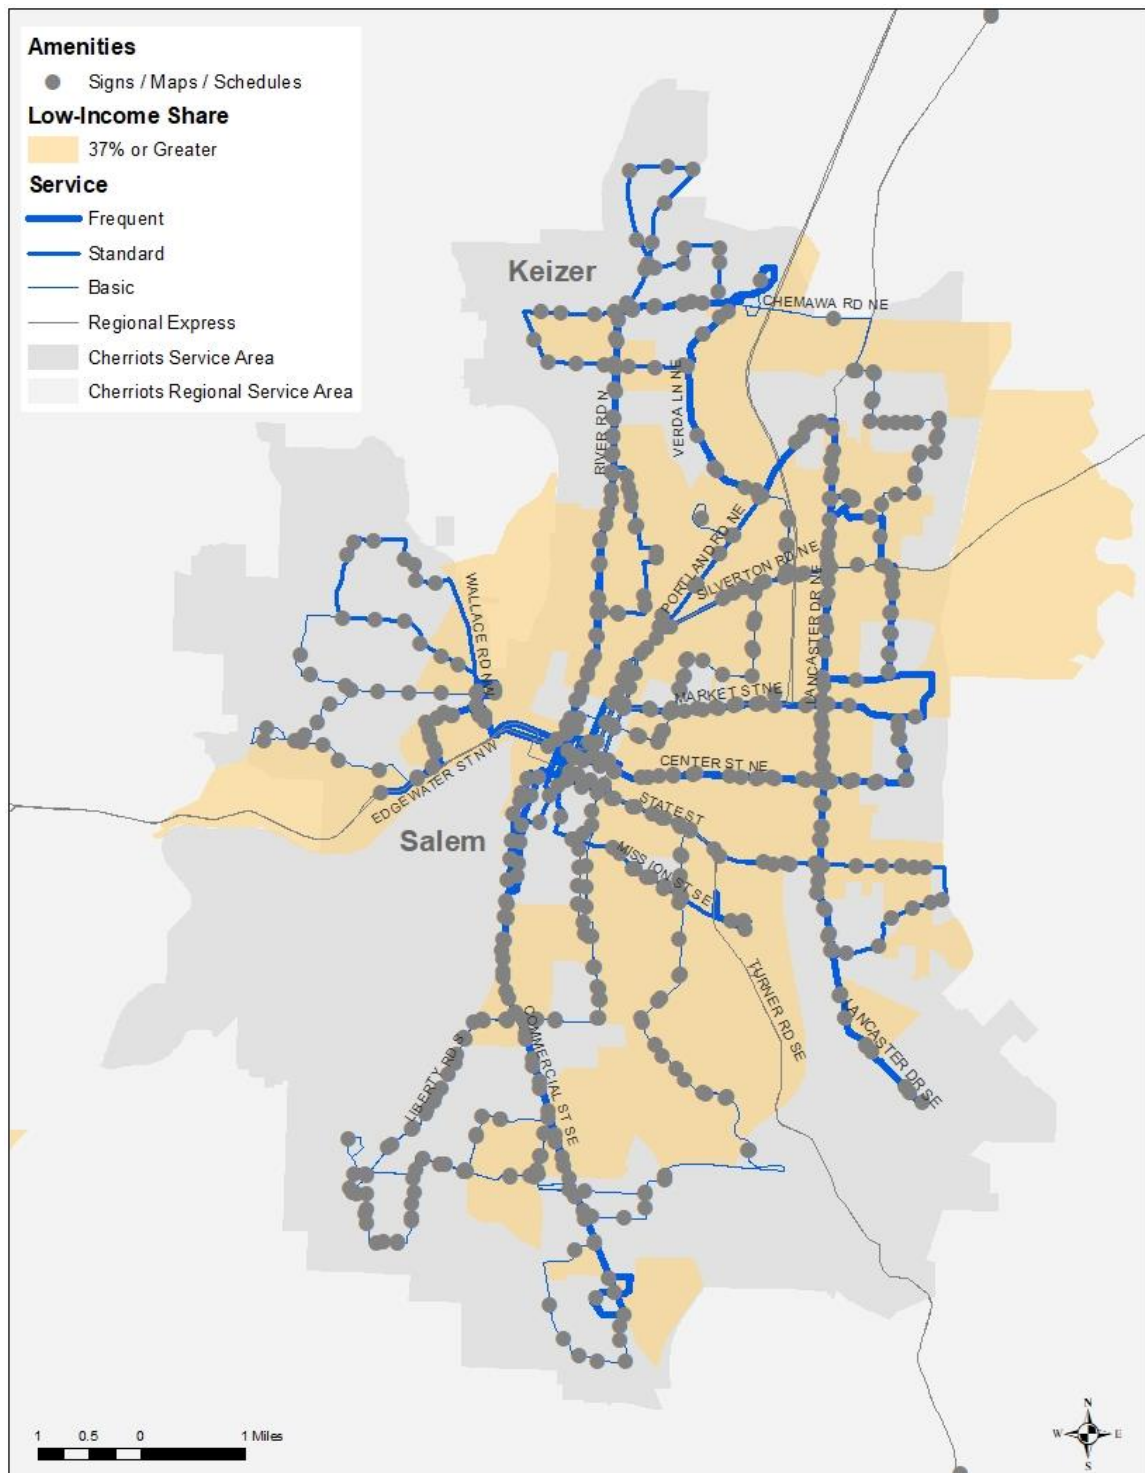 Amenities
Signs / Maps / Schedules
Low-Income Share
37% or Greater
Service
Frequent
Standard
Basic
Regional Express
Cherriots Service Area
Cherriots Regional Service Area
Keizer
CHEMAWA RD NE
RIVER RD N
VERDA LN NE
PORTLAND RD NE
SILVERTON RD NE
LANCASTER DR NE
WALLACE RD NW
MARKET ST NE
CENTER ST NE
EDGEWATER ST NW
STATE ST
Salem
MISSION ST SE
TURNER RD SE
LANCASTER DR SE
COMMERCIAL ST SE
LIBERTY RD S
1 0.5 0 1 Miles
N
W E
S